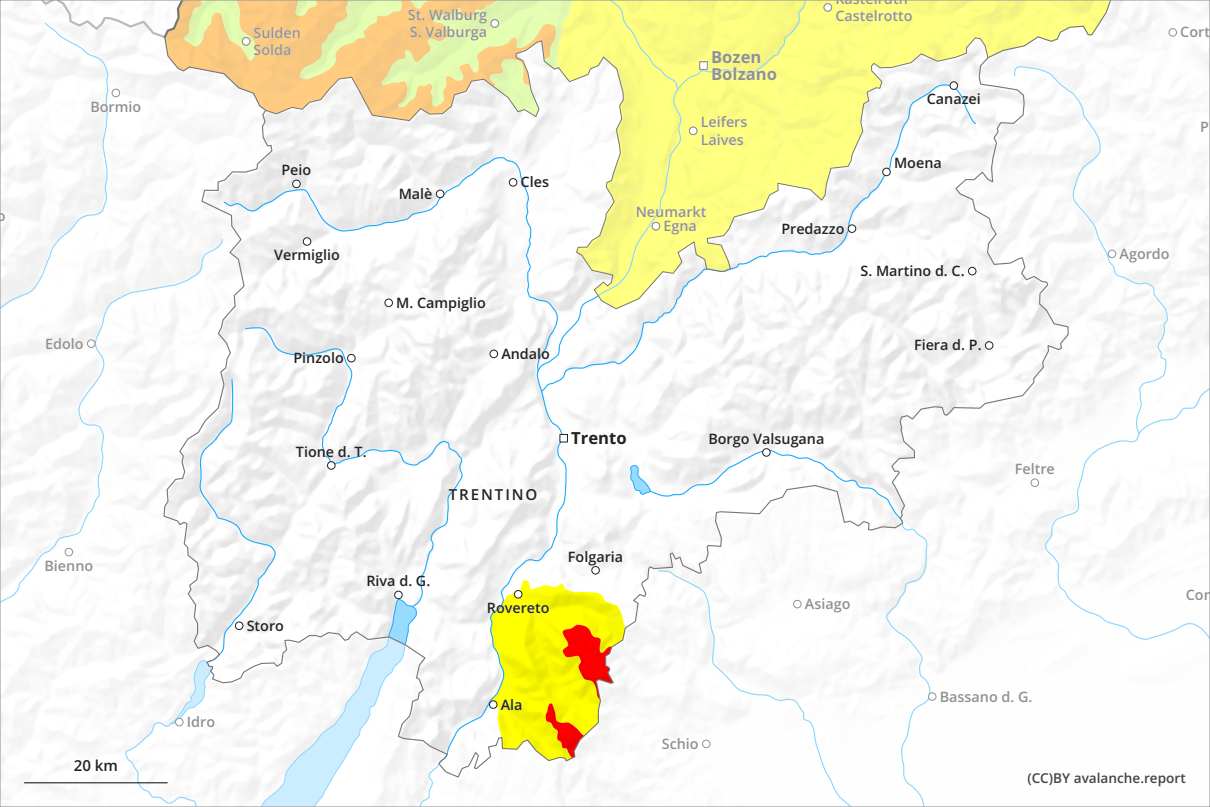 Kastelruth
Castelrotto
St. Walburg
S. Valburga
Sulden
Solda
Cort
Bozen
Bolzano
Bormio
Canazei
Leifers
Laives
Moena
Peio
Malè
Cles
Neumarkt
Egna
Predazzo
Vermiglio
Agordo
S. Martino d. C.
M. Campiglio
Edolo
Pinzolo
Andalo
Fiera d. P.
Trento
Borgo Valsugana
Tione d. T.
Feltre
TRENTINO
Bienno
Folgaria
Riva d. G.
Rovereto
Asiago
Cor
Storo
Bassano d. G.
Ala
Idro
Schio
20 km
(CC)BY avalanche.report